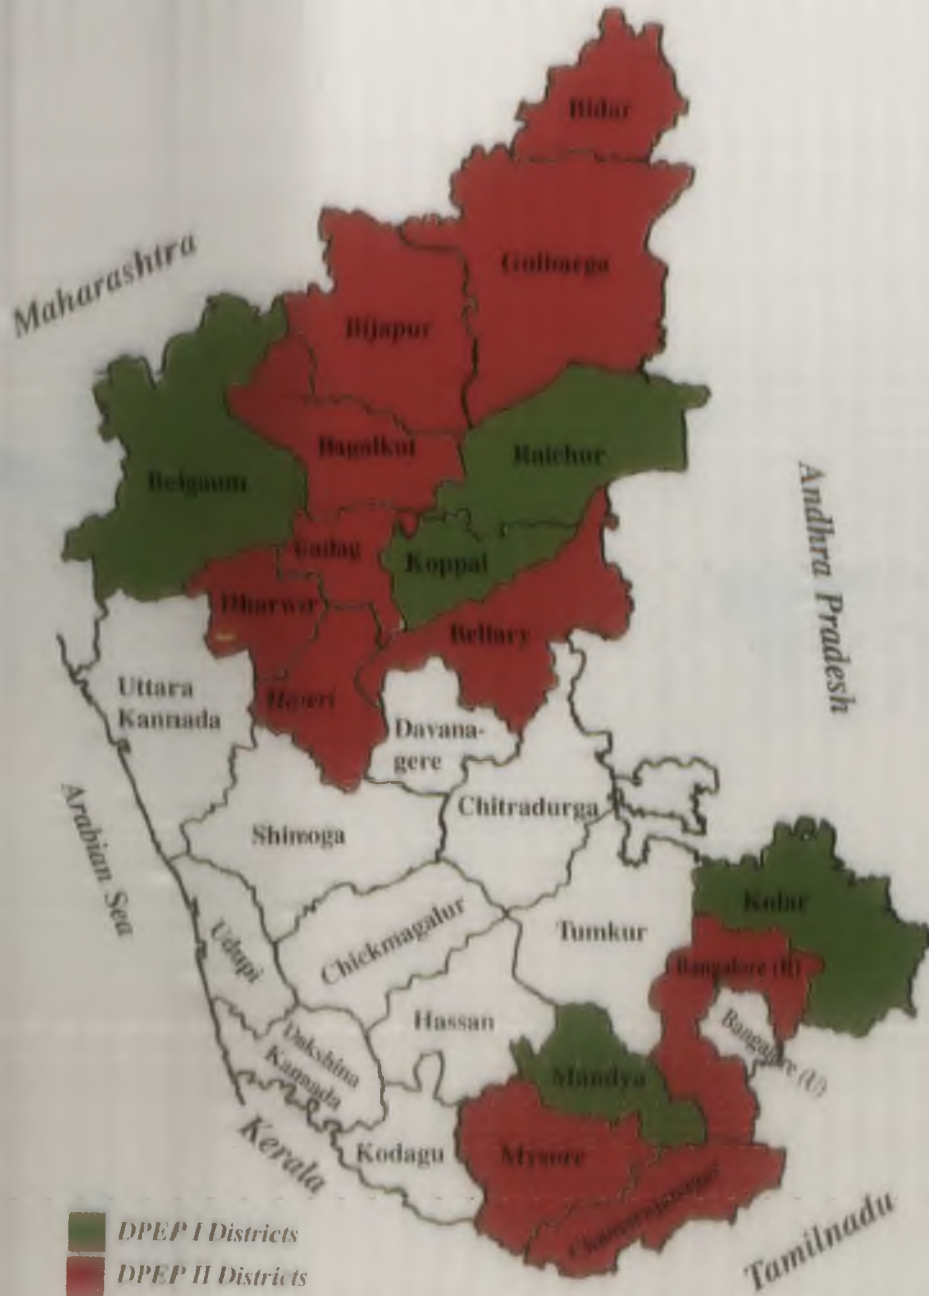 Bidar
Gulbarga
Maharashtra
Bijapur
Bagalkot
Raichur
Belgaum
Andhra Pradesh
Gadag
Koppal
Dharwar
Bellary
Uttara
Kannada
Haveri
Davana-
gere
Chitradurga
Shimoga
Arabian Sea
Kolar
Chickmagalur
Tumkur
Udupi
Bangalore (R)
Hassan
Bangalore (U)
Dakshina
Kannada
Mandya
Kerala
Kodagu
Mysore
Chamarajanagar
Tamilnadu
DPEP I Districts
DPEP II Districts